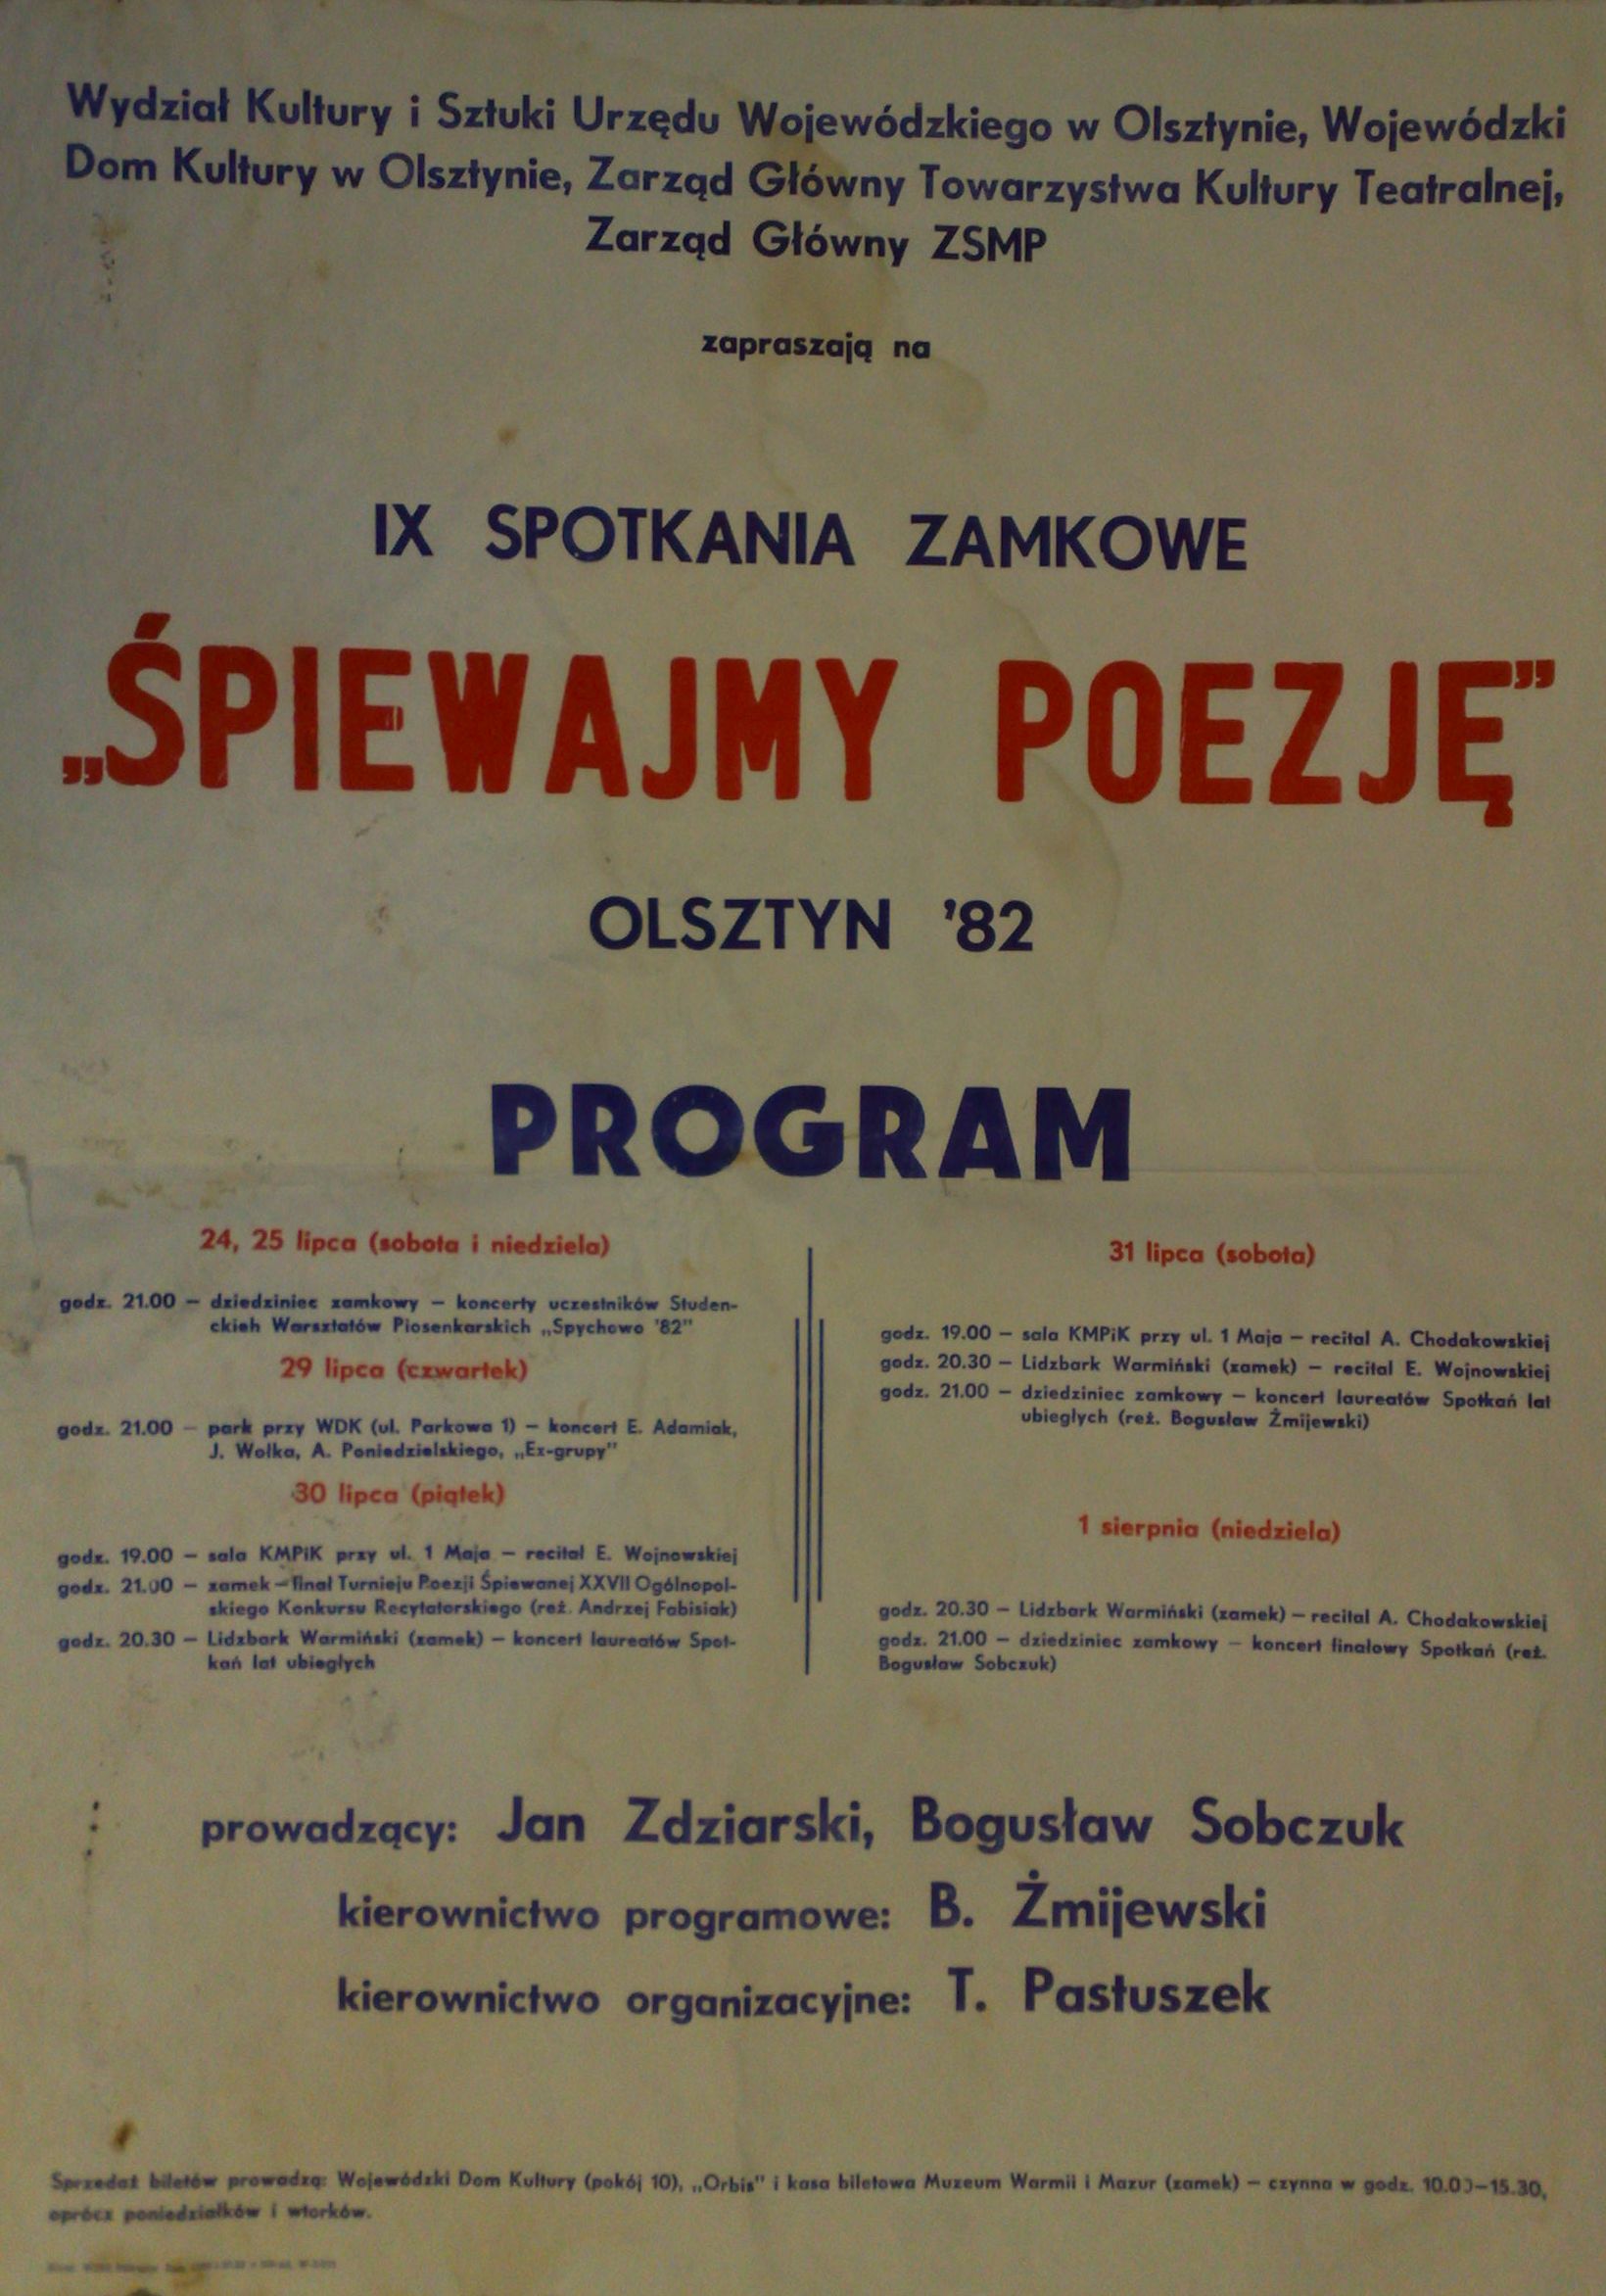 Wydział Kultury i Sztuki Urzędu Wojewódzkiego w Olsztynie, Wojewódzki
Dom Kultury w Olsztynie, Zarząd Główny Towarzystwa Kultury Teatralnej,
Zarząd Główny ZSMP
zapraszają na
IX SPOTKANIA ZAMKOWE
„ŚPIEWAJMY POEZJĘ”
OLSZTYN '82
PROGRAM
24, 25 lipca (sobota i niedziela)
godz. 21.00 – dziedziniec zamkowy – koncerty uczestników Studen-
ckich Warsztatów Piosenkarskich „Spychowo '82”
29 lipca (czwartek)
godz. 21.00 – park przy WDK (ul. Parkowa 1) – koncert E. Adamiak,
J. Wolka, A. Poniedzielskiego, „Ex-grupy”
30 lipca (piątek)
godz. 19.00 – sala KMPiK przy ul. 1 Maja – recital E. Wojnowskiej
godz. 21.00 – zamek – finał Turnieju Poezji Śpiewanej XXVII Ogólnopol-
skiego Konkursu Recytatorskiego (reż. Andrzej Fabisiak)
godz. 20.30 – Lidzbark Warmiński (zamek) – koncert laureatów Spot-
kań lat ubiegłych
31 lipca (sobota)
godz. 19.00 – sala KMPiK przy ul. 1 Maja – recital A. Chodakowskiej
godz. 20.30 – Lidzbark Warmiński (zamek) – recital E. Wojnowskiej
godz. 21.00 – dziedziniec zamkowy – koncert laureatów Spotkań lat
ubiegłych (reż. Bogusław Żmijewski)
1 sierpnia (niedziela)
godz. 20.30 – Lidzbark Warmiński (zamek) – recital A. Chodakowskiej
godz. 21.00 – dziedziniec zamkowy – koncert finałowy Spotkań (reż.
Bogusław Sobczuk)
prowadzący: Jan Zdziarski, Bogusław Sobczuk
kierownictwo programowe: B. Żmijewski
kierownictwo organizacyjne: T. Pastuszek
Sprzedaż biletów prowadzą: Wojewódzki Dom Kultury (pokój 10), „Orbis” i kasa biletowa Muzeum Warmii i Mazur (zamek) – czynna w godz. 10.00–15.30,
oprócz poniedziałków i wtorków.